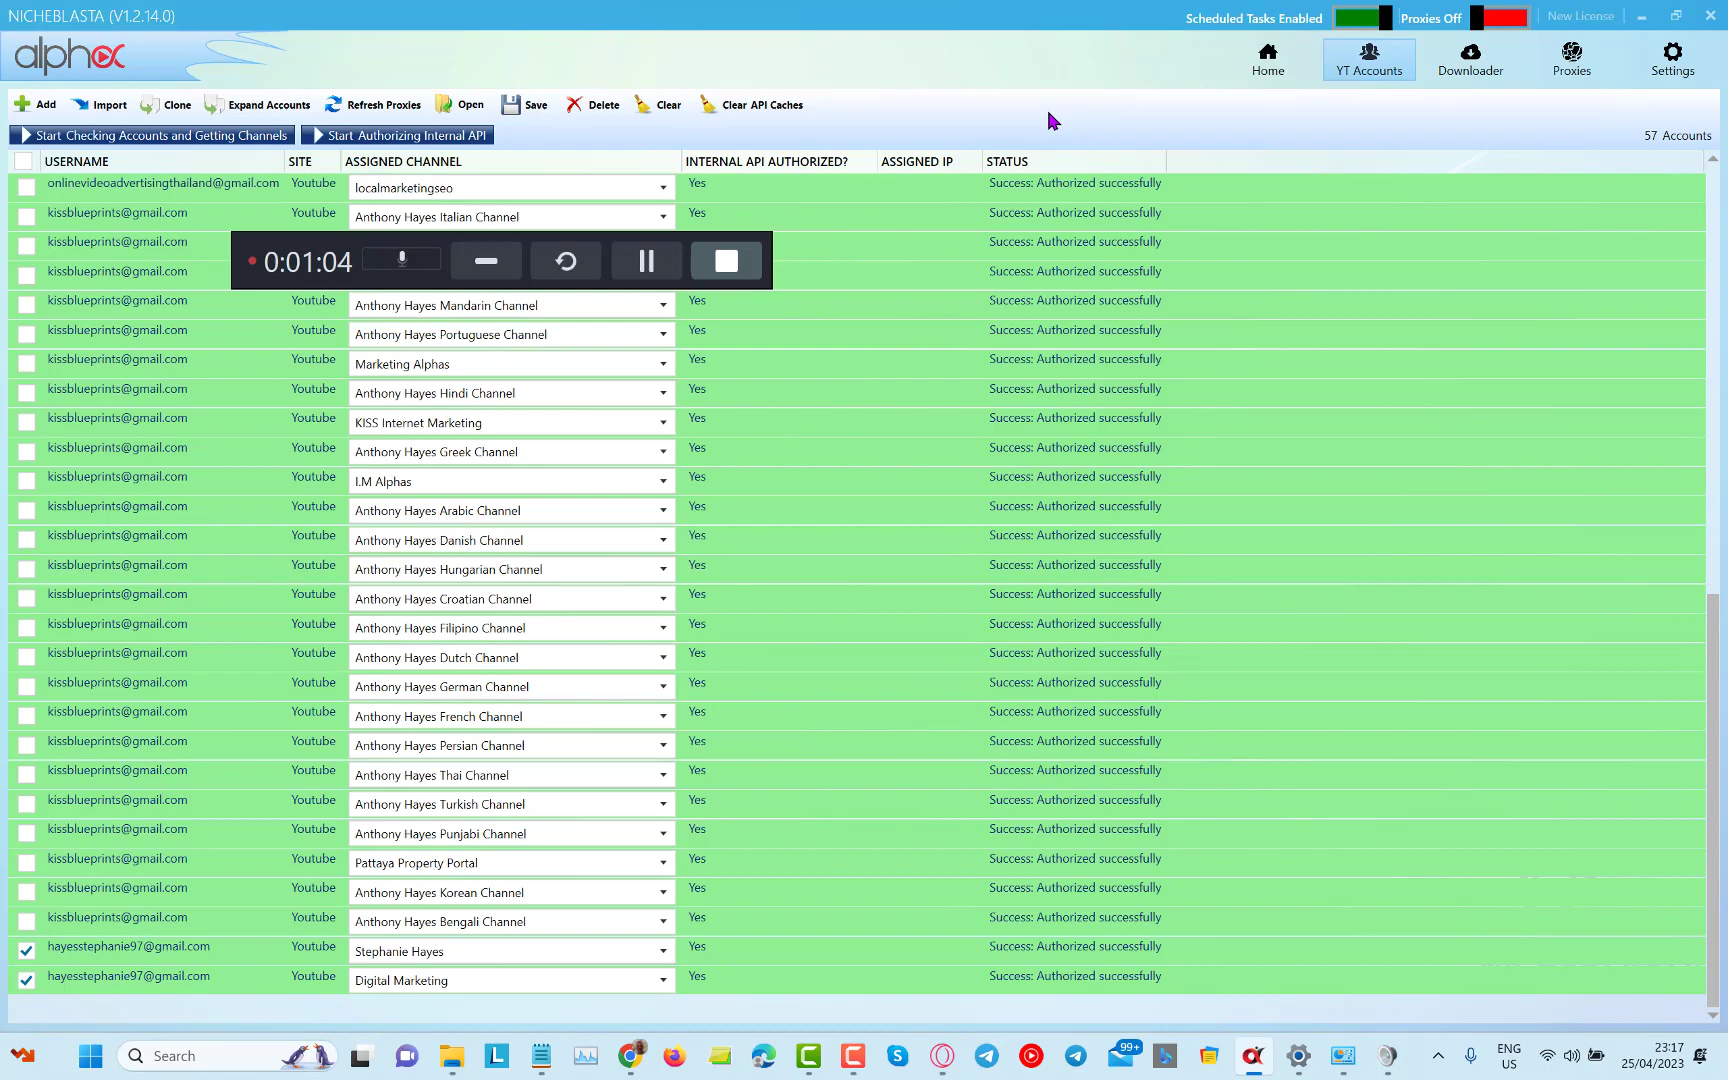 NICHEBLASTA (V1.2.14.0)
Scheduled Tasks Enabled
Proxies Off
New License
alpha
Home
YT Accounts
Downloader
Proxies
Settings
Add
Import
Clone
Expand Accounts
Refresh Proxies
Open
Save
Delete
Clear
Clear API Caches
Start Checking Accounts and Getting Channels
Start Authorizing Internal API
57 Accounts
USERNAME SITE ASSIGNED CHANNEL INTERNAL API AUTHORIZED? ASSIGNED IP STATUS
onlinevideoadvertisingthailand@gmail.com Youtube localmarketingseo Yes Success: Authorized successfully
kissblueprints@gmail.com Youtube Anthony Hayes Italian Channel Yes Success: Authorized successfully
kissblueprints@gmail.com Success: Authorized successfully
0:01:04
kissblueprints@gmail.com Success: Authorized successfully
kissblueprints@gmail.com Youtube Anthony Hayes Mandarin Channel Yes Success: Authorized successfully
kissblueprints@gmail.com Youtube Anthony Hayes Portuguese Channel Yes Success: Authorized successfully
kissblueprints@gmail.com Youtube Marketing Alphas Yes Success: Authorized successfully
kissblueprints@gmail.com Youtube Anthony Hayes Hindi Channel Yes Success: Authorized successfully
kissblueprints@gmail.com Youtube KISS Internet Marketing Yes Success: Authorized successfully
kissblueprints@gmail.com Youtube Anthony Hayes Greek Channel Yes Success: Authorized successfully
kissblueprints@gmail.com Youtube I.M Alphas Yes Success: Authorized successfully
kissblueprints@gmail.com Youtube Anthony Hayes Arabic Channel Yes Success: Authorized successfully
kissblueprints@gmail.com Youtube Anthony Hayes Danish Channel Yes Success: Authorized successfully
kissblueprints@gmail.com Youtube Anthony Hayes Hungarian Channel Yes Success: Authorized successfully
kissblueprints@gmail.com Youtube Anthony Hayes Croatian Channel Yes Success: Authorized successfully
kissblueprints@gmail.com Youtube Anthony Hayes Filipino Channel Yes Success: Authorized successfully
kissblueprints@gmail.com Youtube Anthony Hayes Dutch Channel Yes Success: Authorized successfully
kissblueprints@gmail.com Youtube Anthony Hayes German Channel Yes Success: Authorized successfully
kissblueprints@gmail.com Youtube Anthony Hayes French Channel Yes Success: Authorized successfully
kissblueprints@gmail.com Youtube Anthony Hayes Persian Channel Yes Success: Authorized successfully
kissblueprints@gmail.com Youtube Anthony Hayes Thai Channel Yes Success: Authorized successfully
kissblueprints@gmail.com Youtube Anthony Hayes Turkish Channel Yes Success: Authorized successfully
kissblueprints@gmail.com Youtube Anthony Hayes Punjabi Channel Yes Success: Authorized successfully
kissblueprints@gmail.com Youtube Pattaya Property Portal Yes Success: Authorized successfully
kissblueprints@gmail.com Youtube Anthony Hayes Korean Channel Yes Success: Authorized successfully
kissblueprints@gmail.com Youtube Anthony Hayes Bengali Channel Yes Success: Authorized successfully
hayesstephanie97@gmail.com Youtube Stephanie Hayes Yes Success: Authorized successfully
hayesstephanie97@gmail.com Youtube Digital Marketing Yes Success: Authorized successfully
Search
99+
ENG
US
23:17
25/04/2023